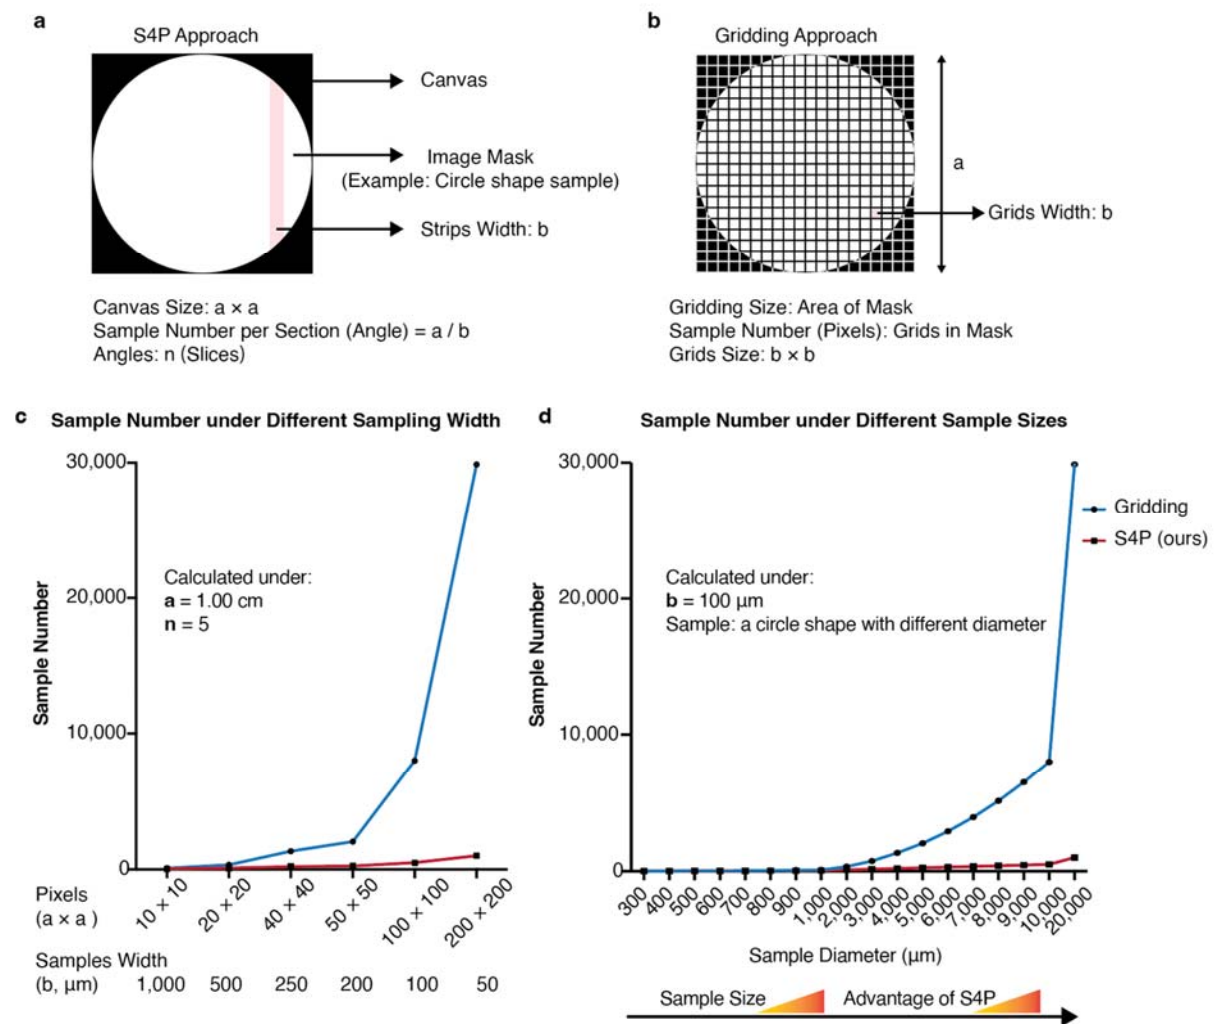 a
S4P Approach
Canvas
Image Mask
(Example: Circle shape sample)
Strips Width: b
Canvas Size: a × a
Sample Number per Section (Angle) = a / b
Angles: n (Slices)
b
Gridding Approach
a
Grids Width: b
Gridding Size: Area of Mask
Sample Number (Pixels): Grids in Mask
Grids Size: b × b
c
Sample Number under Different Sampling Width
Sample Number
30,000
20,000
10,000
0
Calculated under:
a = 1.00 cm
n = 5
Pixels
(a × a )
10 × 10
20 × 20
40 × 40
50 × 50
100 × 100
200 × 200
Samples Width
(b, μm)
1,000
500
250
200
100
50
d
Sample Number under Different Sample Sizes
Sample Number
30,000
20,000
10,000
0
Calculated under:
b = 100 μm
Sample: a circle shape with different diameter
Gridding
S4P (ours)
300
400
500
600
700
800
900
1,000
2,000
3,000
4,000
5,000
6,000
7,000
8,000
9,000
10,000
20,000
Sample Diameter (μm)
Sample Size
Advantage of S4P